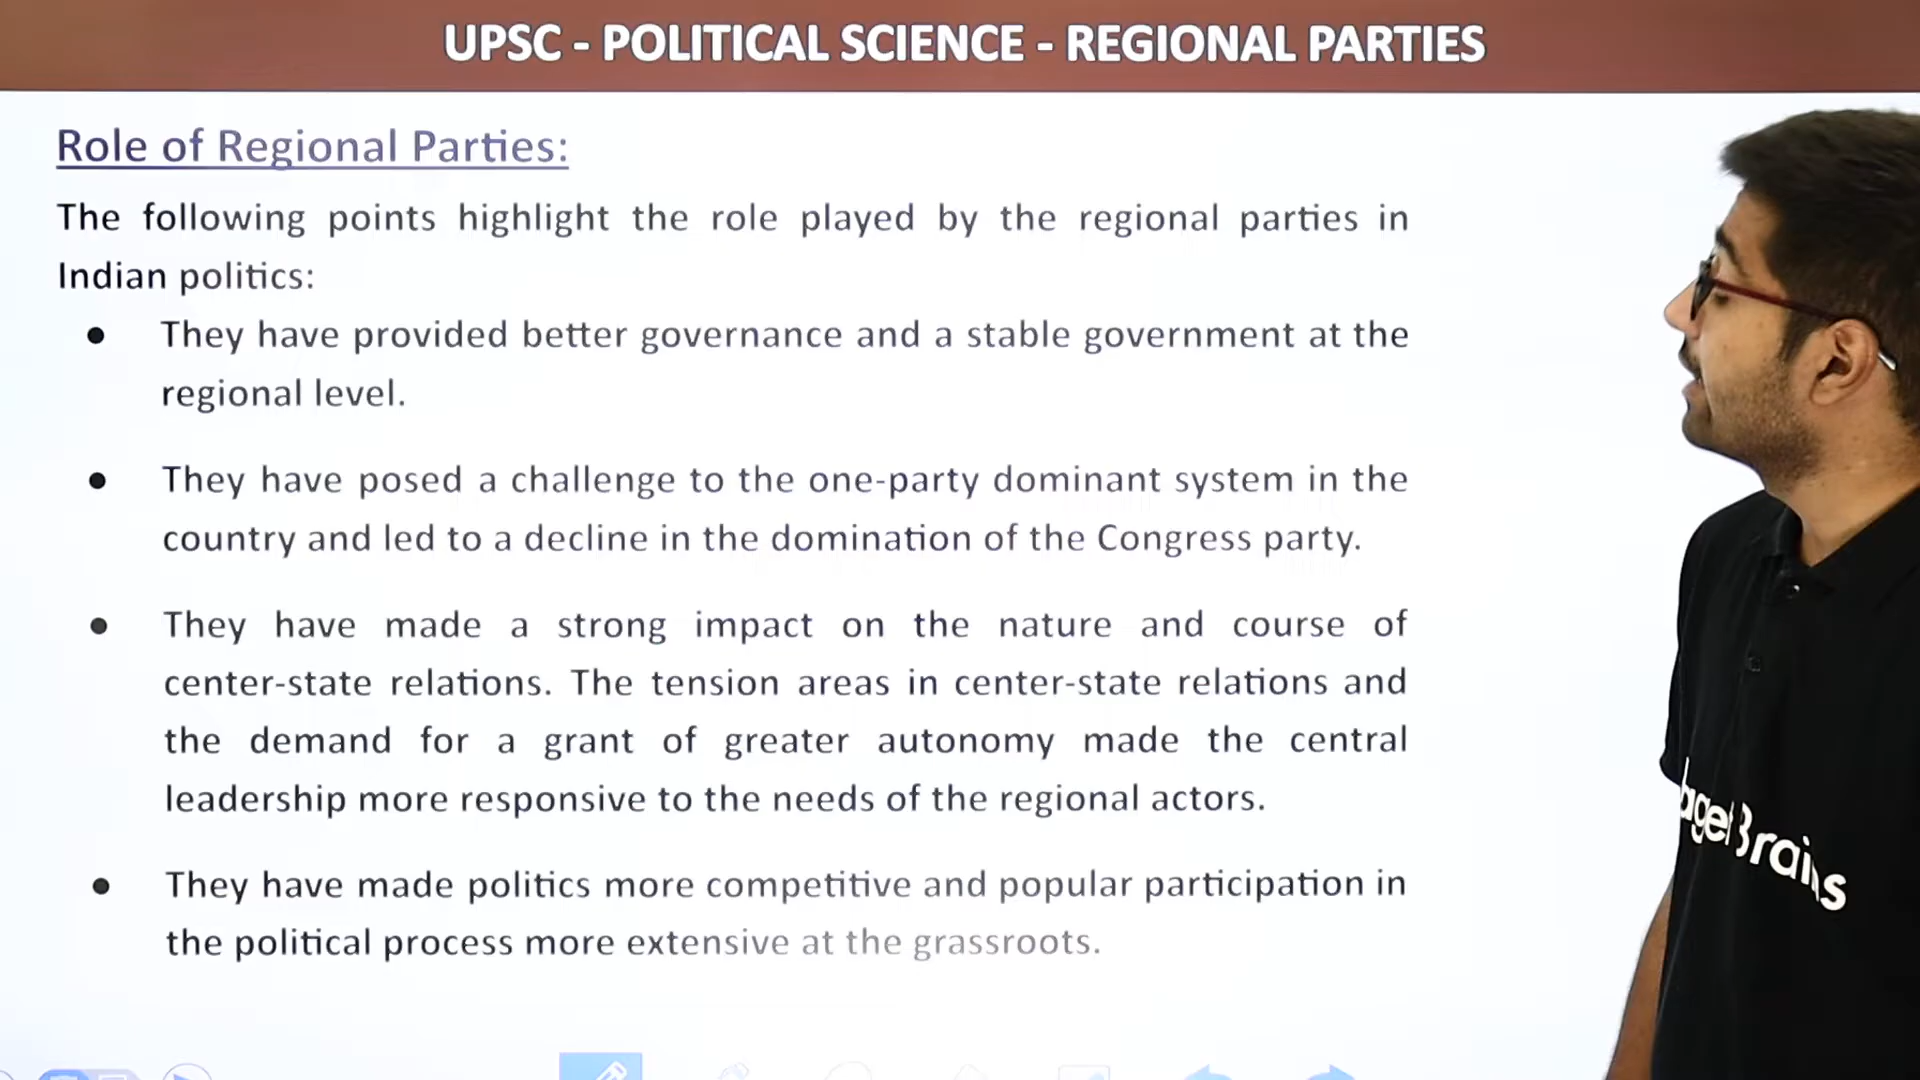 UPSC - POLITICAL SCIENCE - REGIONAL PARTIES
Role of Regional Parties:
The following points highlight the role played by the regional parties in
Indian politics:
● They have provided better governance and a stable government at the
regional level.
● They have posed a challenge to the one-party dominant system in the
country and led to a decline in the domination of the Congress party.
● They have made a strong impact on the nature and course of
center-state relations. The tension areas in center-state relations and
the demand for a grant of greater autonomy made the central
leadership more responsive to the needs of the regional actors.
● They have made politics more competitive and popular participation in
the political process more extensive at the grassroots.
Brains